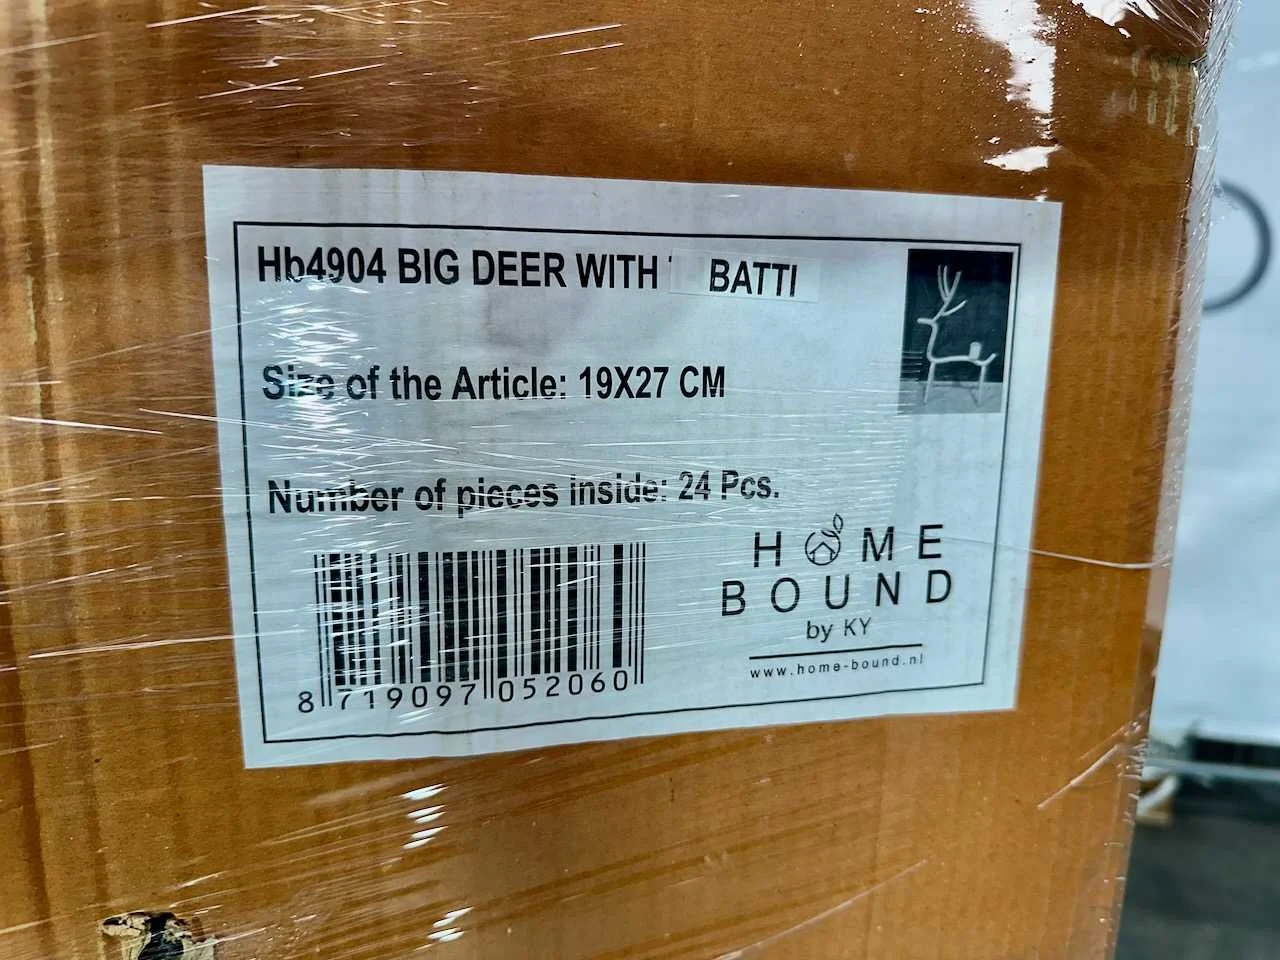 Hb4904 BIG DEER WITH BATTI
Size of the Article: 19X27 CM
Number of pieces inside: 24 Pcs.
HOME
BOUND
by KY
www.home-bound.nl
8 719097 052060